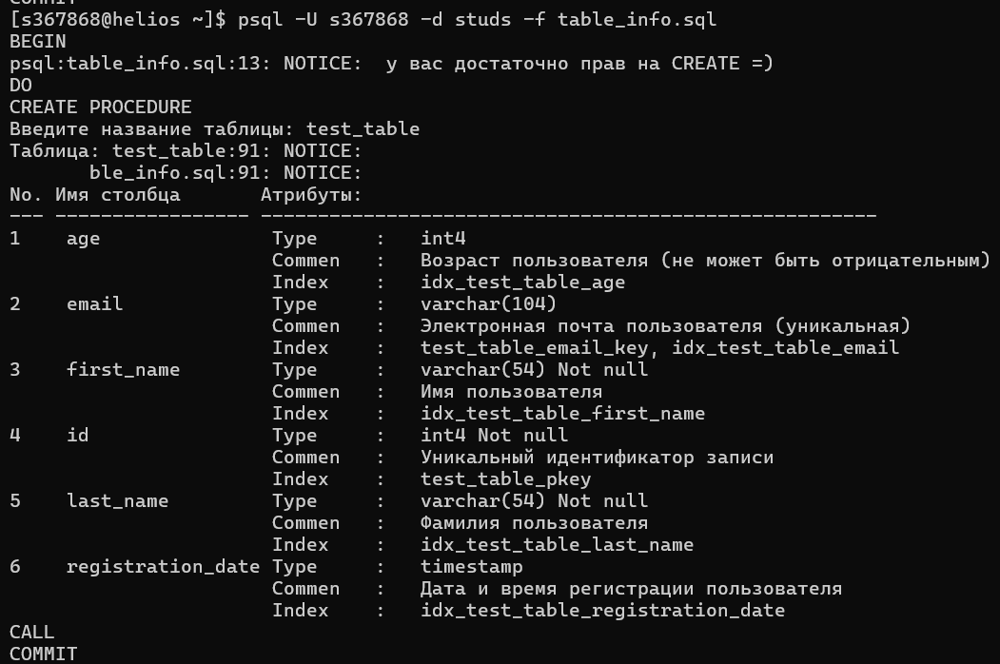 [s367868@helios ~]$ psql -U s367868 -d studs -f table_info.sql
BEGIN
psql:table_info.sql:13: NOTICE:  у вас достаточно прав на CREATE =)
DO
CREATE PROCEDURE
Введите название таблицы: test_table
Таблица: test_table:91: NOTICE:
       ble_info.sql:91: NOTICE:
No. Имя столбца       Атрибуты:
--- ----------------- ------------------------------------------------------
1    age               Type     :   int4
                       Commen   :   Возраст пользователя (не может быть отрицательным)
                       Index    :   idx_test_table_age
2    email             Type     :   varchar(104)
                       Commen   :   Электронная почта пользователя (уникальная)
                       Index    :   test_table_email_key, idx_test_table_email
3    first_name        Type     :   varchar(54) Not null
                       Commen   :   Имя пользователя
                       Index    :   idx_test_table_first_name
4    id                Type     :   int4 Not null
                       Commen   :   Уникальный идентификатор записи
                       Index    :   test_table_pkey
5    last_name         Type     :   varchar(54) Not null
                       Commen   :   Фамилия пользователя
                       Index    :   idx_test_table_last_name
6    registration_date Type     :   timestamp
                       Commen   :   Дата и время регистрации пользователя
                       Index    :   idx_test_table_registration_date
CALL
COMMIT